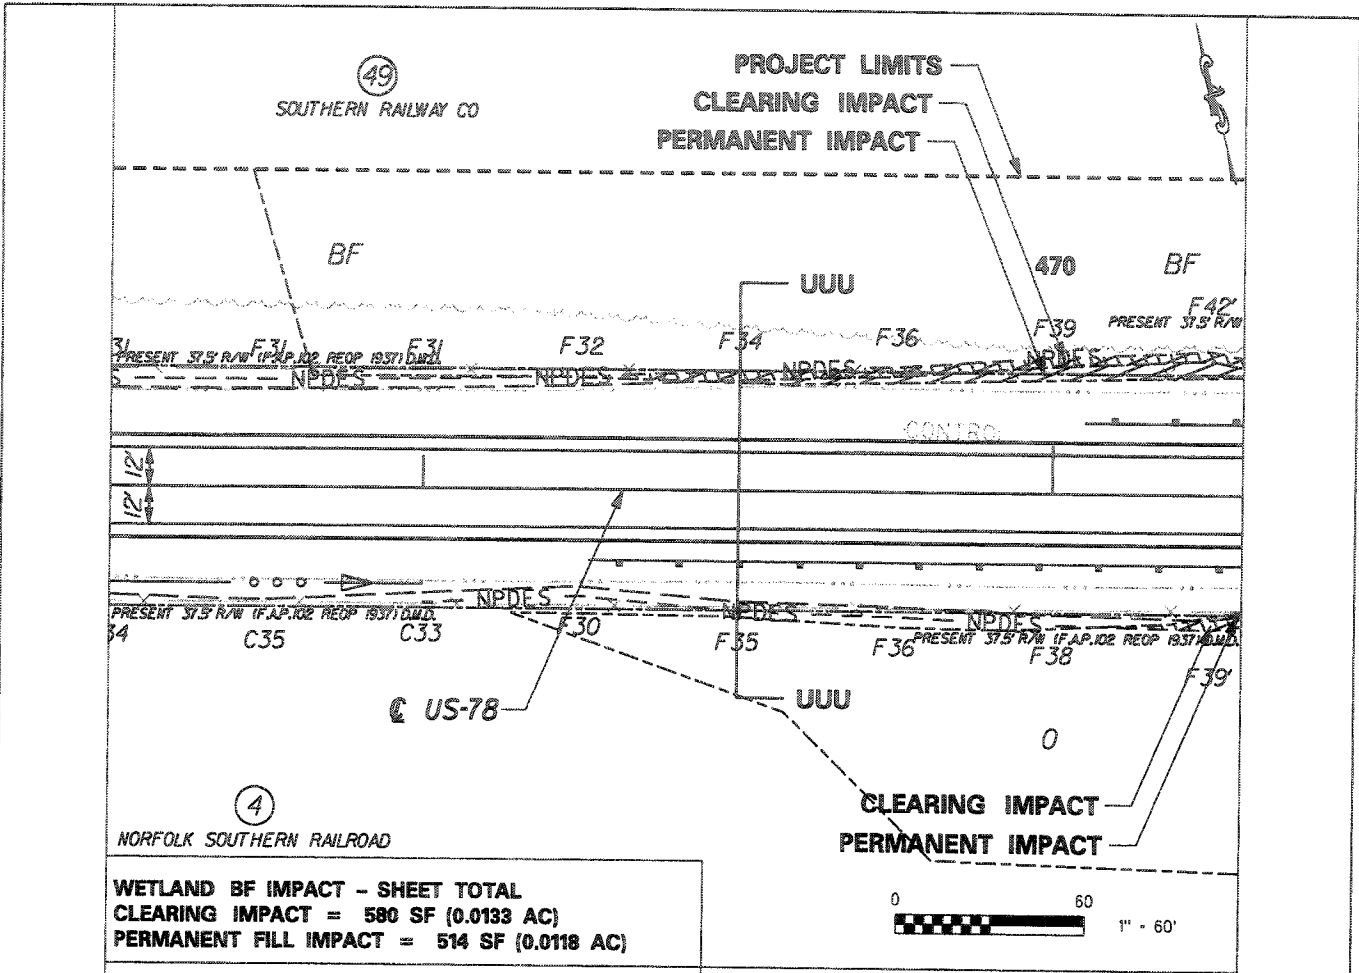 49
SOUTHERN RAILWAY CO
PROJECT LIMITS
CLEARING IMPACT
PERMANENT IMPACT
BF
UUU
470
BF
F42'
PRESENT 37.5' R/W
F39
F36
F34
F32
F31
F31
31
PRESENT 37.5' R/W (F.A.P.102 REOP 1937) D.M.D.
NPDES
NPDES
NPDES
NPDES
S
CONTRO
12'
12'
NPDES
NPDES
NPDES
PRESENT 37.5' R/W (F.A.P.102 REOP 1937) D.M.D.
34
C35
C33
F30
F35
F36
PRESENT 37.5' R/W (F.A.P.102 REOP 1937) D.M.D.
F38
F39'
℄ US-78
UUU
O
CLEARING IMPACT
PERMANENT IMPACT
4
NORFOLK SOUTHERN RAILROAD
WETLAND BF IMPACT - SHEET TOTAL
CLEARING IMPACT = 580 SF (0.0133 AC)
PERMANENT FILL IMPACT = 514 SF (0.0118 AC)
0 60
1" - 60'